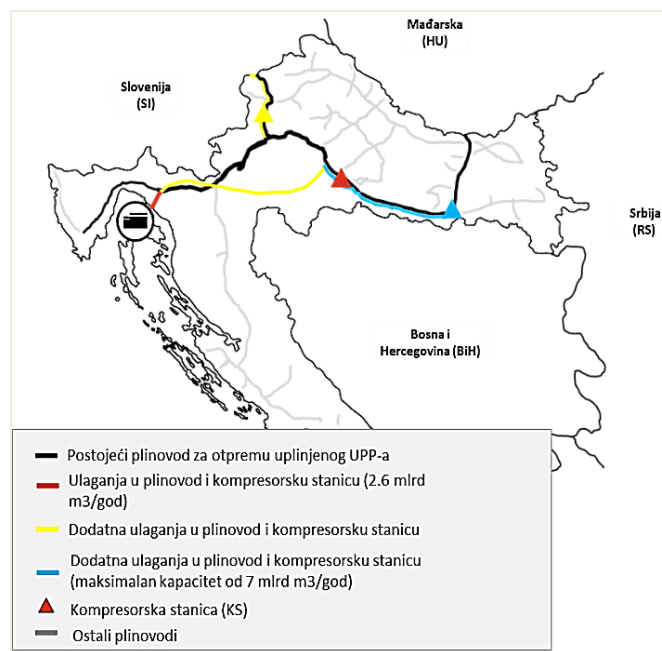 Mađarska
(HU)
Slovenija
(SI)
Srbija
(RS)
Bosna i
Hercegovina (BiH)
Postojeći plinovod za otpremu uplinjenog UPP-a
Ulaganja u plinovod i kompresorsku stanicu (2.6 mlrd
m3/god)
Dodatna ulaganja u plinovod i kompresorsku stanicu
Dodatna ulaganja u plinovod i kompresorsku stanicu
(maksimalan kapacitet od 7 mlrd m3/god)
Kompresorska stanica (KS)
Ostali plinovodi